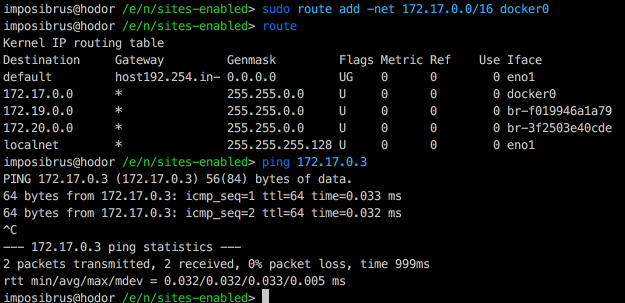 imposibrus@hodor /e/n/sites-enabled> sudo route add -net 172.17.0.0/16 docker0
imposibrus@hodor /e/n/sites-enabled> route
Kernel IP routing table
Destination     Gateway         Genmask         Flags Metric Ref    Use Iface
default         host192.254.in- 0.0.0.0         UG    0      0        0 eno1
172.17.0.0      *               255.255.0.0     U     0      0        0 docker0
172.19.0.0      *               255.255.0.0     U     0      0        0 br-f019946a1a79
172.20.0.0      *               255.255.0.0     U     0      0        0 br-3f2503e40cde
localnet        *               255.255.255.128 U     0      0        0 eno1
imposibrus@hodor /e/n/sites-enabled> ping 172.17.0.3
PING 172.17.0.3 (172.17.0.3) 56(84) bytes of data.
64 bytes from 172.17.0.3: icmp_seq=1 ttl=64 time=0.033 ms
64 bytes from 172.17.0.3: icmp_seq=2 ttl=64 time=0.032 ms
^C
--- 172.17.0.3 ping statistics ---
2 packets transmitted, 2 received, 0% packet loss, time 999ms
rtt min/avg/max/mdev = 0.032/0.032/0.033/0.005 ms
imposibrus@hodor /e/n/sites-enabled>